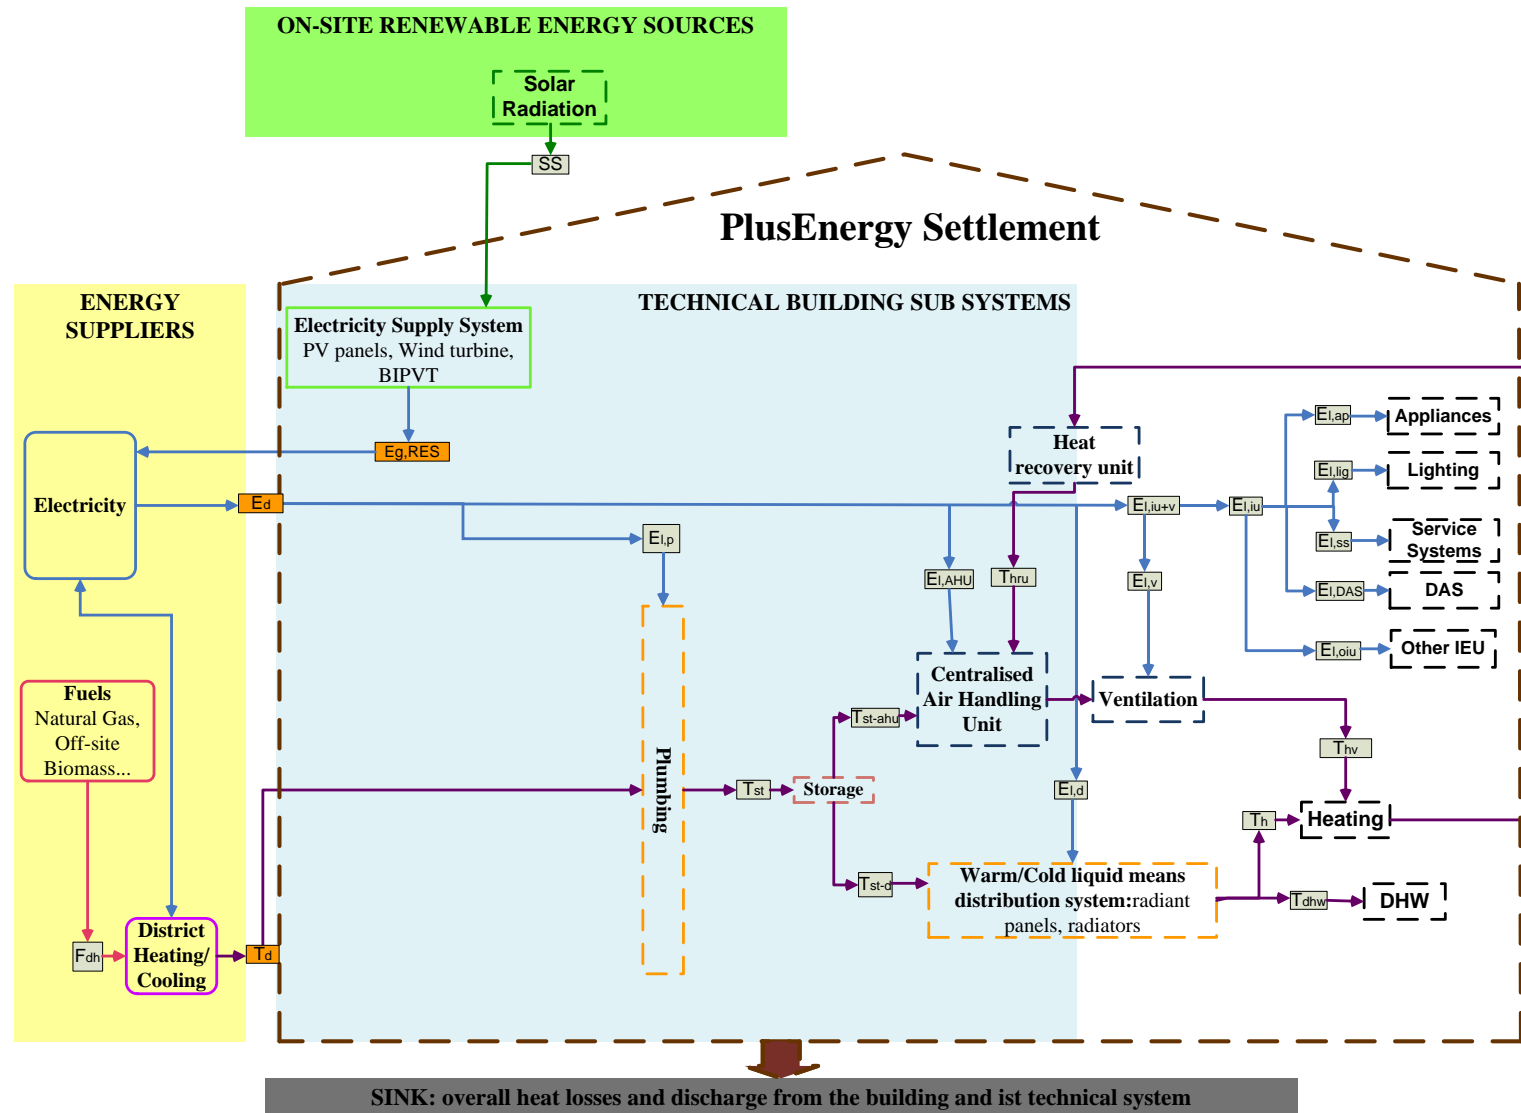 ON-SITE RENEWABLE ENERGY SOURCES
Solar
Radiation
SS
PlusEnergy Settlement
ENERGY
SUPPLIERS
TECHNICAL BUILDING SUB SYSTEMS
Electricity Supply System
PV panels, Wind turbine,
BIPVT
Eg,RES
Electricity
Ed
Heat
recovery unit
El,ap
Appliances
El,lig
Lighting
El,iu+v
El,iu
El,p
El,ss
Service
Systems
El,AHU
Thru
El,v
El,DAS
DAS
El,oiu
Other IEU
Fuels
Natural Gas,
Off-site
Biomass...
Centralised
Air Handling
Unit
Ventilation
Tst-ahu
Thv
Plumbing
Tst
Storage
El,d
Th
Heating
Tst-d
Warm/Cold liquid means
distribution system:radiant
panels, radiators
Tdhw
DHW
Fdh
District
Heating/
Cooling
Td
SINK: overall heat losses and discharge from the building and ist technical system